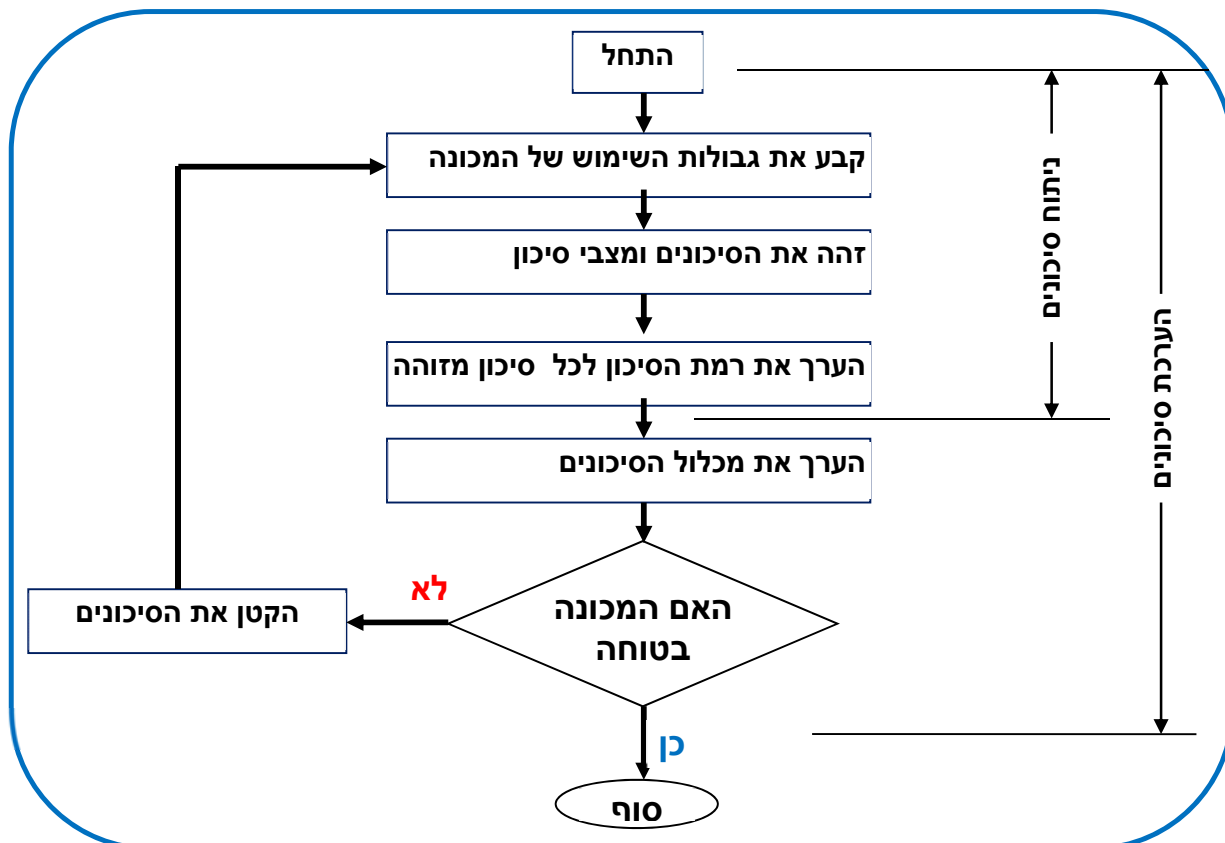 התחל
קבע את גבולות השימוש של המכונה
זהה את הסיכונים ומצבי סיכון
הערך את רמת הסיכון לכל סיכון מזוהה
הערך את מכלול הסיכונים
האם המכונה
בטוחה
לא
הקטן את הסיכונים
כן
סוף
ניתוח סיכונים
הערכת סיכונים